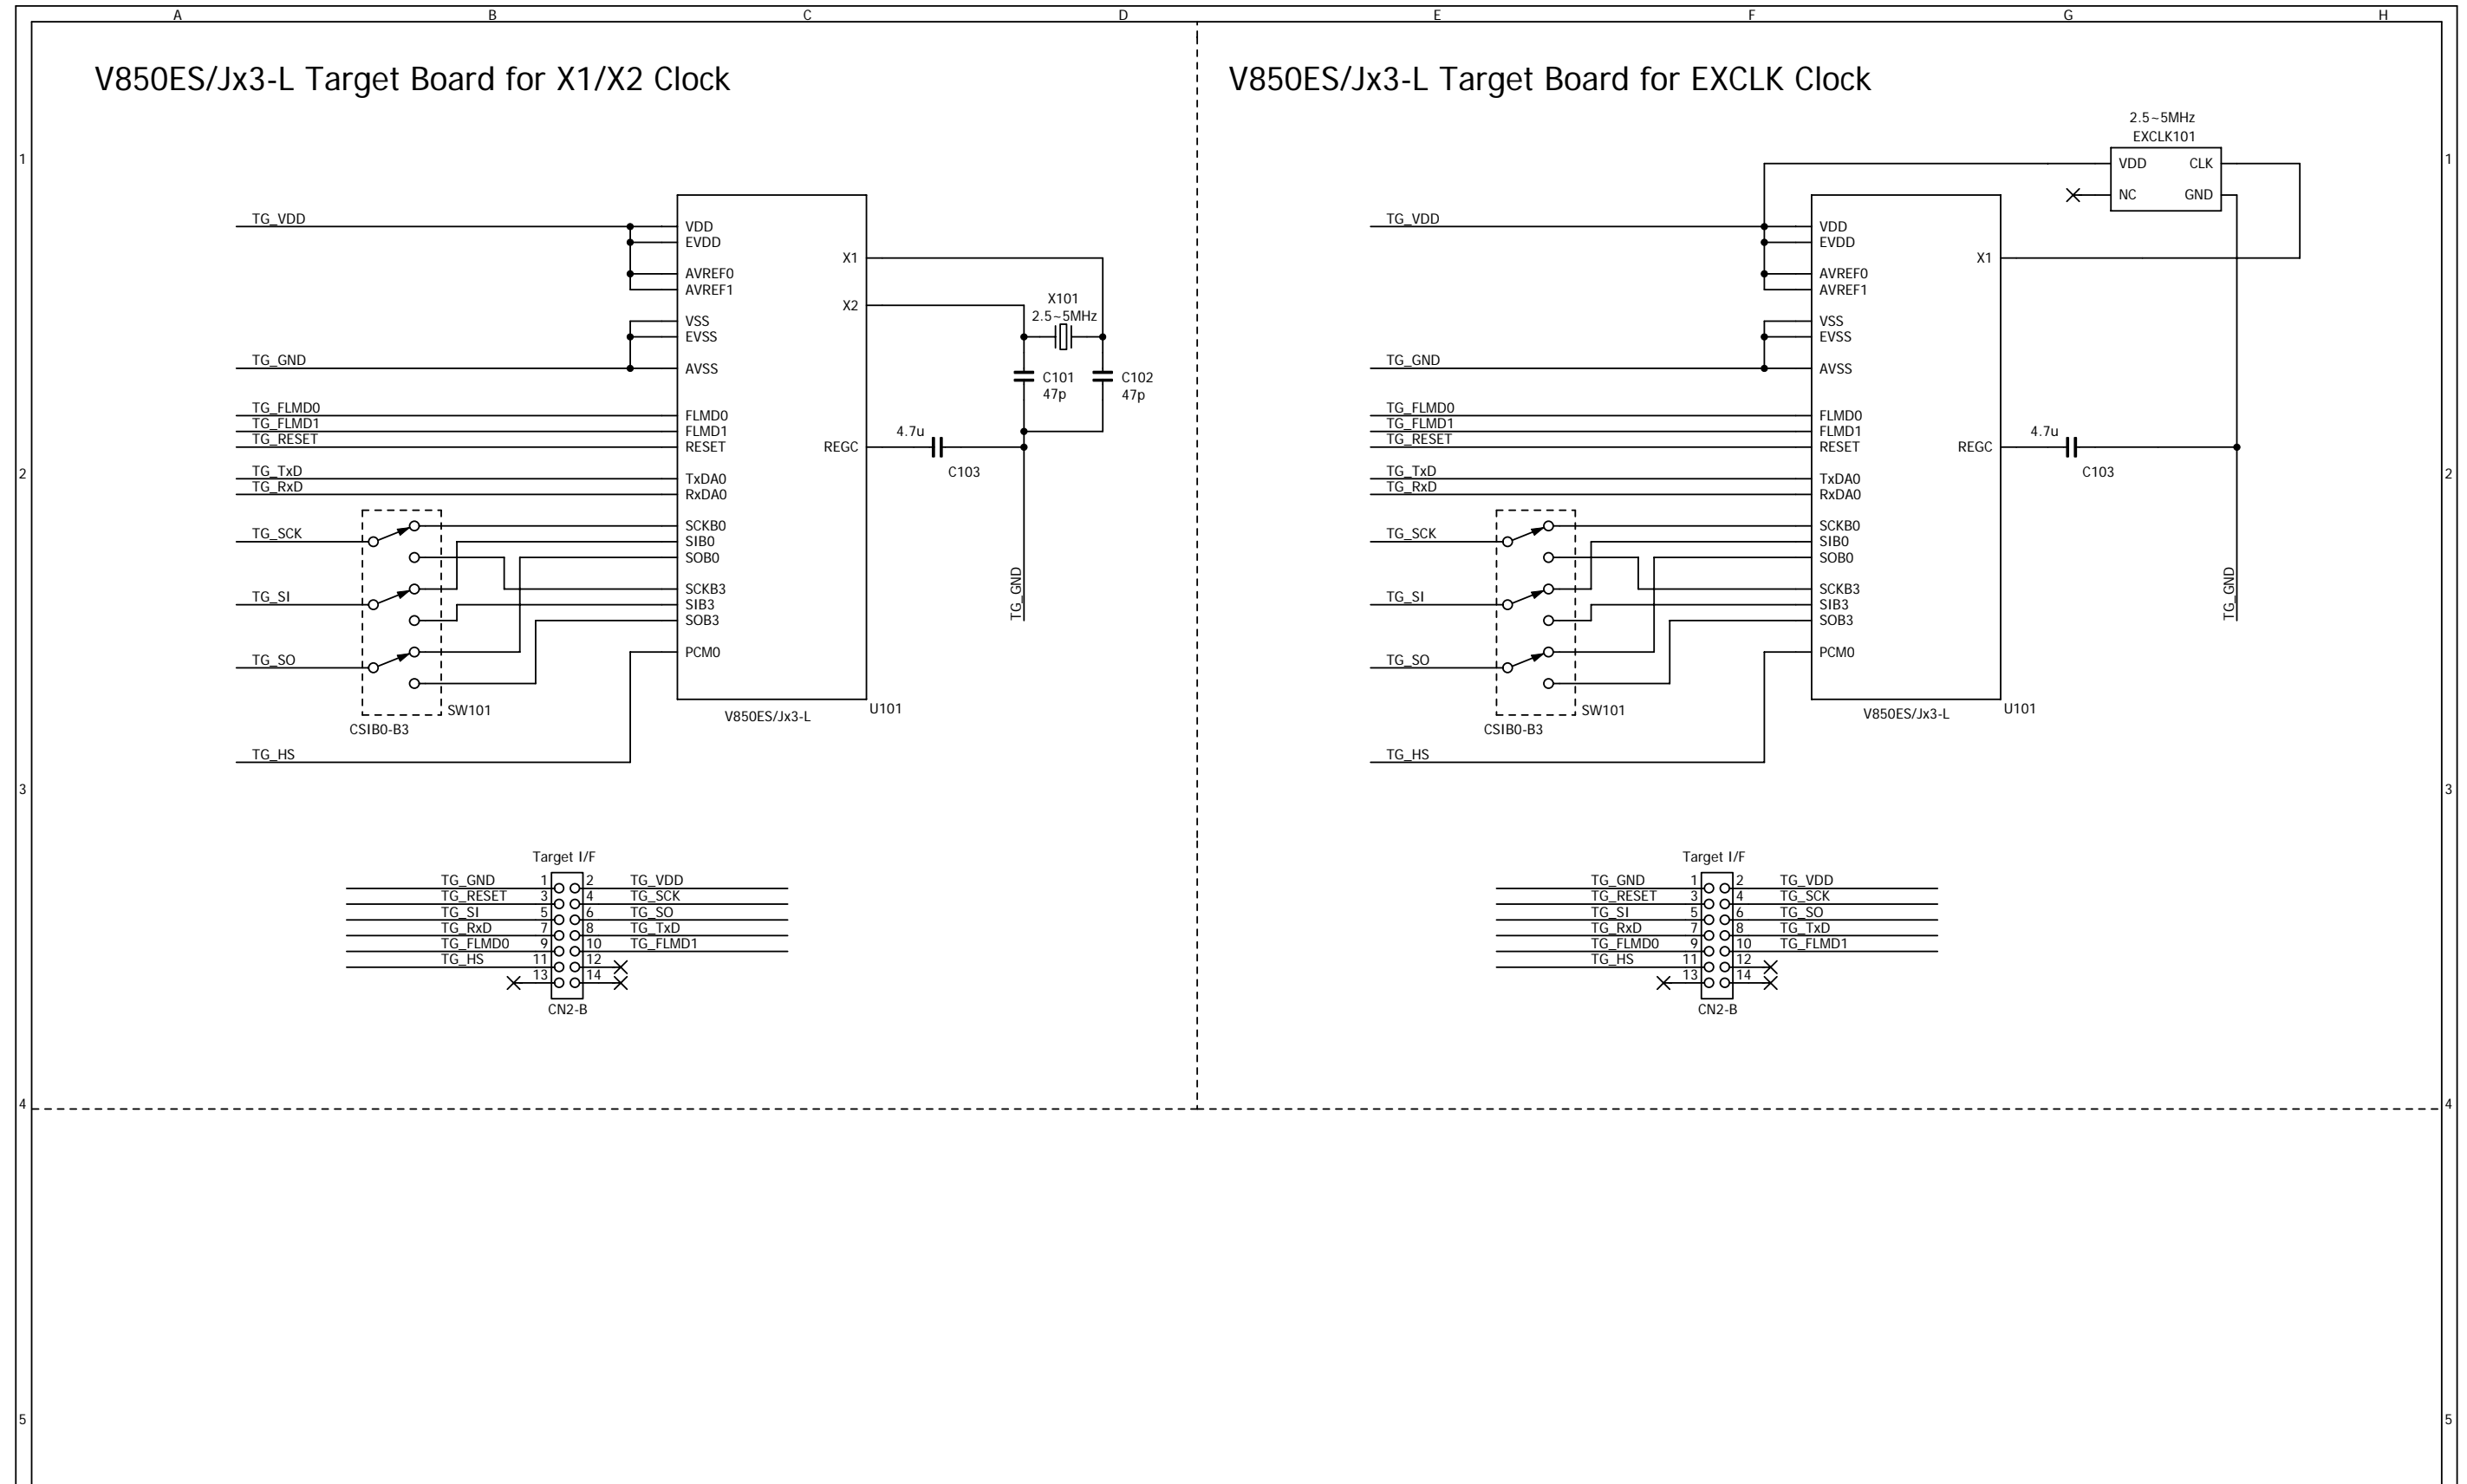 A B C D E F G H
V850ES/Jx3-L Target Board for X1/X2 Clock
1
TG_VDD
VDD
EVDD
X1
AVREF0
AVREF1
X2
X101
2.5~5MHz
VSS
EVSS
TG_GND
AVSS
C101
47p
C102
47p
TG_FLMD0
FLMD0
TG_FLMD1
FLMD1
TG_RESET
RESET
REGC
4.7u
C103
2
TG_TxD
TxDA0
TG_RxD
RxDA0
TG_SCK
SCKB0
SIB0
SOB0
TG_SI
SCKB3
SIB3
SOB3
TG_GND
TG_SO
PCM0
SW101
CSIB0-B3
V850ES/Jx3-L
U101
TG_HS
3
Target I/F
TG_GND 1 2 TG_VDD
TG_RESET 3 4 TG_SCK
TG_SI 5 6 TG_SO
TG_RxD 7 8 TG_TxD
TG_FLMD0 9 10 TG_FLMD1
TG_HS 11 12
13 14
CN2-B
4
5
V850ES/Jx3-L Target Board for EXCLK Clock
2.5~5MHz
EXCLK101
VDD CLK
NC GND
1
TG_VDD
VDD
EVDD
X1
AVREF0
AVREF1
VSS
EVSS
TG_GND
AVSS
TG_FLMD0
FLMD0
TG_FLMD1
FLMD1
TG_RESET
RESET
REGC
4.7u
C103
2
TG_TxD
TxDA0
TG_RxD
RxDA0
TG_SCK
SCKB0
SIB0
SOB0
TG_SI
SCKB3
SIB3
SOB3
TG_GND
TG_SO
PCM0
SW101
CSIB0-B3
V850ES/Jx3-L
U101
TG_HS
3
Target I/F
TG_GND 1 2 TG_VDD
TG_RESET 3 4 TG_SCK
TG_SI 5 6 TG_SO
TG_RxD 7 8 TG_TxD
TG_FLMD0 9 10 TG_FLMD1
TG_HS 11 12
13 14
CN2-B
4
5